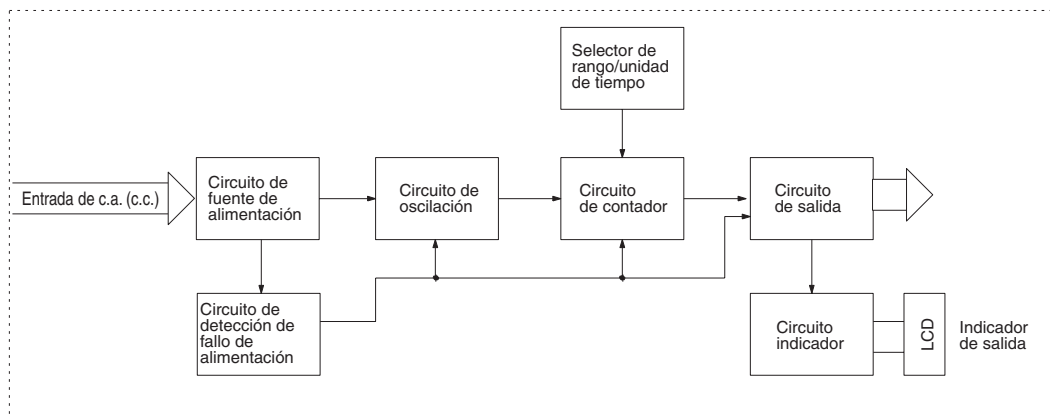 Selector de
rango/unidad
de tiempo
Entrada de c.a. (c.c.)
Circuito de
fuente de
alimentación
Circuito de
oscilación
Circuito
de contador
Circuito
de salida
Circuito de
detección de
fallo de
alimentación
Circuito
indicador
LCD
Indicador
de salida